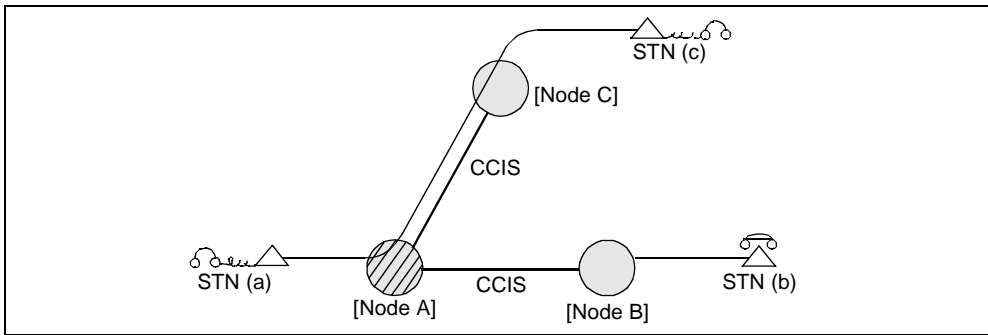 STN (c)
[Node C]
CCIS
STN (a)
CCIS
STN (b)
[Node A]
[Node B]